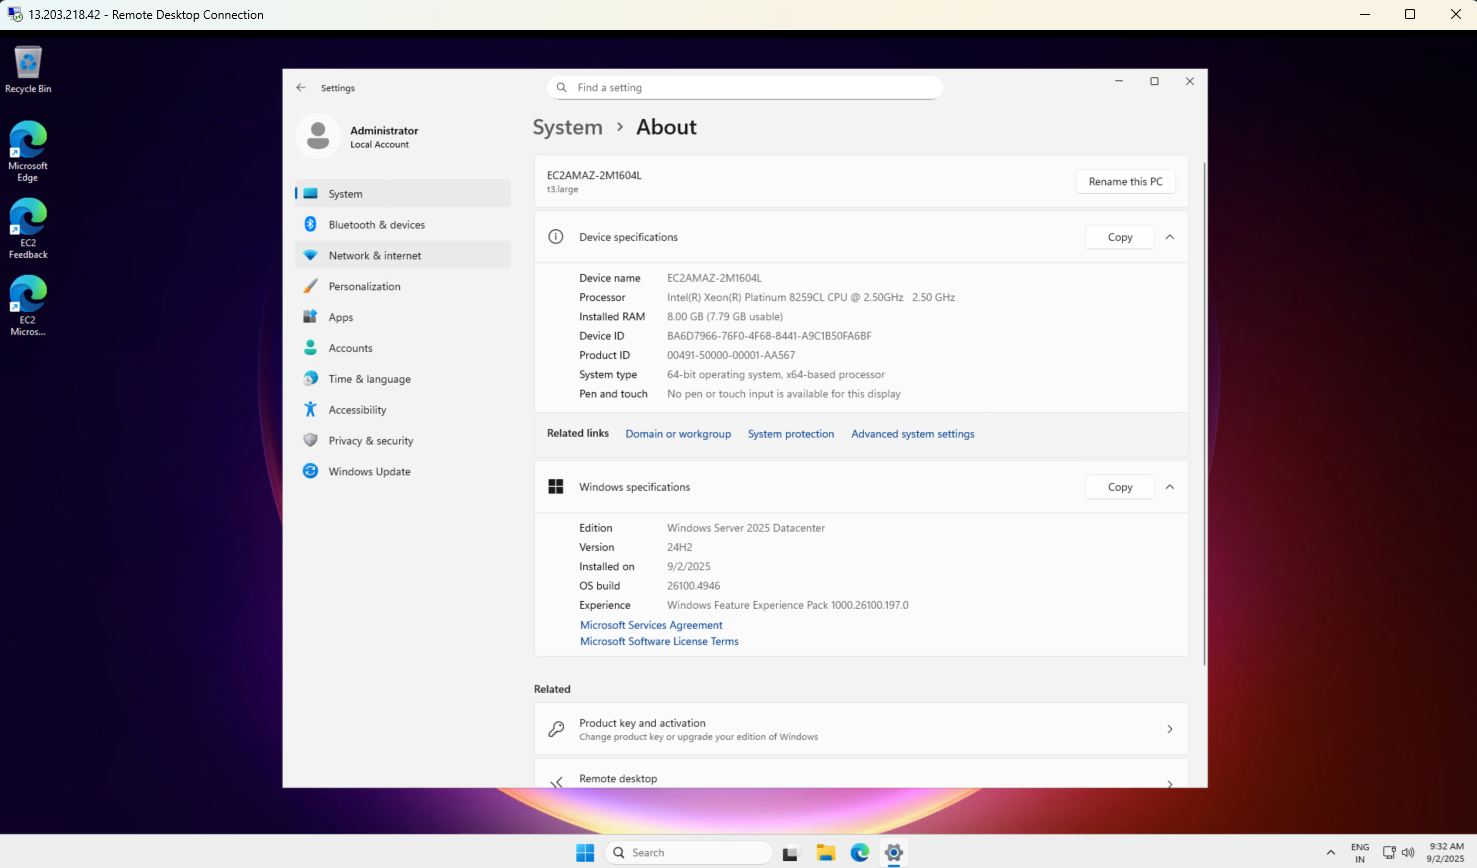 13.203.218.42 - Remote Desktop Connection
Recycle Bin
Microsoft
Edge
EC2
Feedback
EC2
Micros...
Settings
Find a setting
Administrator
Local Account
System
Bluetooth & devices
Network & internet
Personalization
Apps
Accounts
Time & language
Accessibility
Privacy & security
Windows Update
System › About
EC2AMAZ-2M1604L
t3.large
Rename this PC
Device specifications
Copy
Device name EC2AMAZ-2M1604L
Processor Intel(R) Xeon(R) Platinum 8259CL CPU @ 2.50GHz 2.50 GHz
Installed RAM 8.00 GB (7.79 GB usable)
Device ID BA6D7966-76F0-4F68-8441-A9C1B50FA6BF
Product ID 00491-50000-00001-AA567
System type 64-bit operating system, x64-based processor
Pen and touch No pen or touch input is available for this display
Related links Domain or workgroup System protection Advanced system settings
Windows specifications
Copy
Edition Windows Server 2025 Datacenter
Version 24H2
Installed on 9/2/2025
OS build 26100.4946
Experience Windows Feature Experience Pack 1000.26100.197.0
Microsoft Services Agreement
Microsoft Software License Terms
Related
Product key and activation
Change product key or upgrade your edition of Windows
Remote desktop
Search
ENG
IN
9:32 AM
9/2/2025